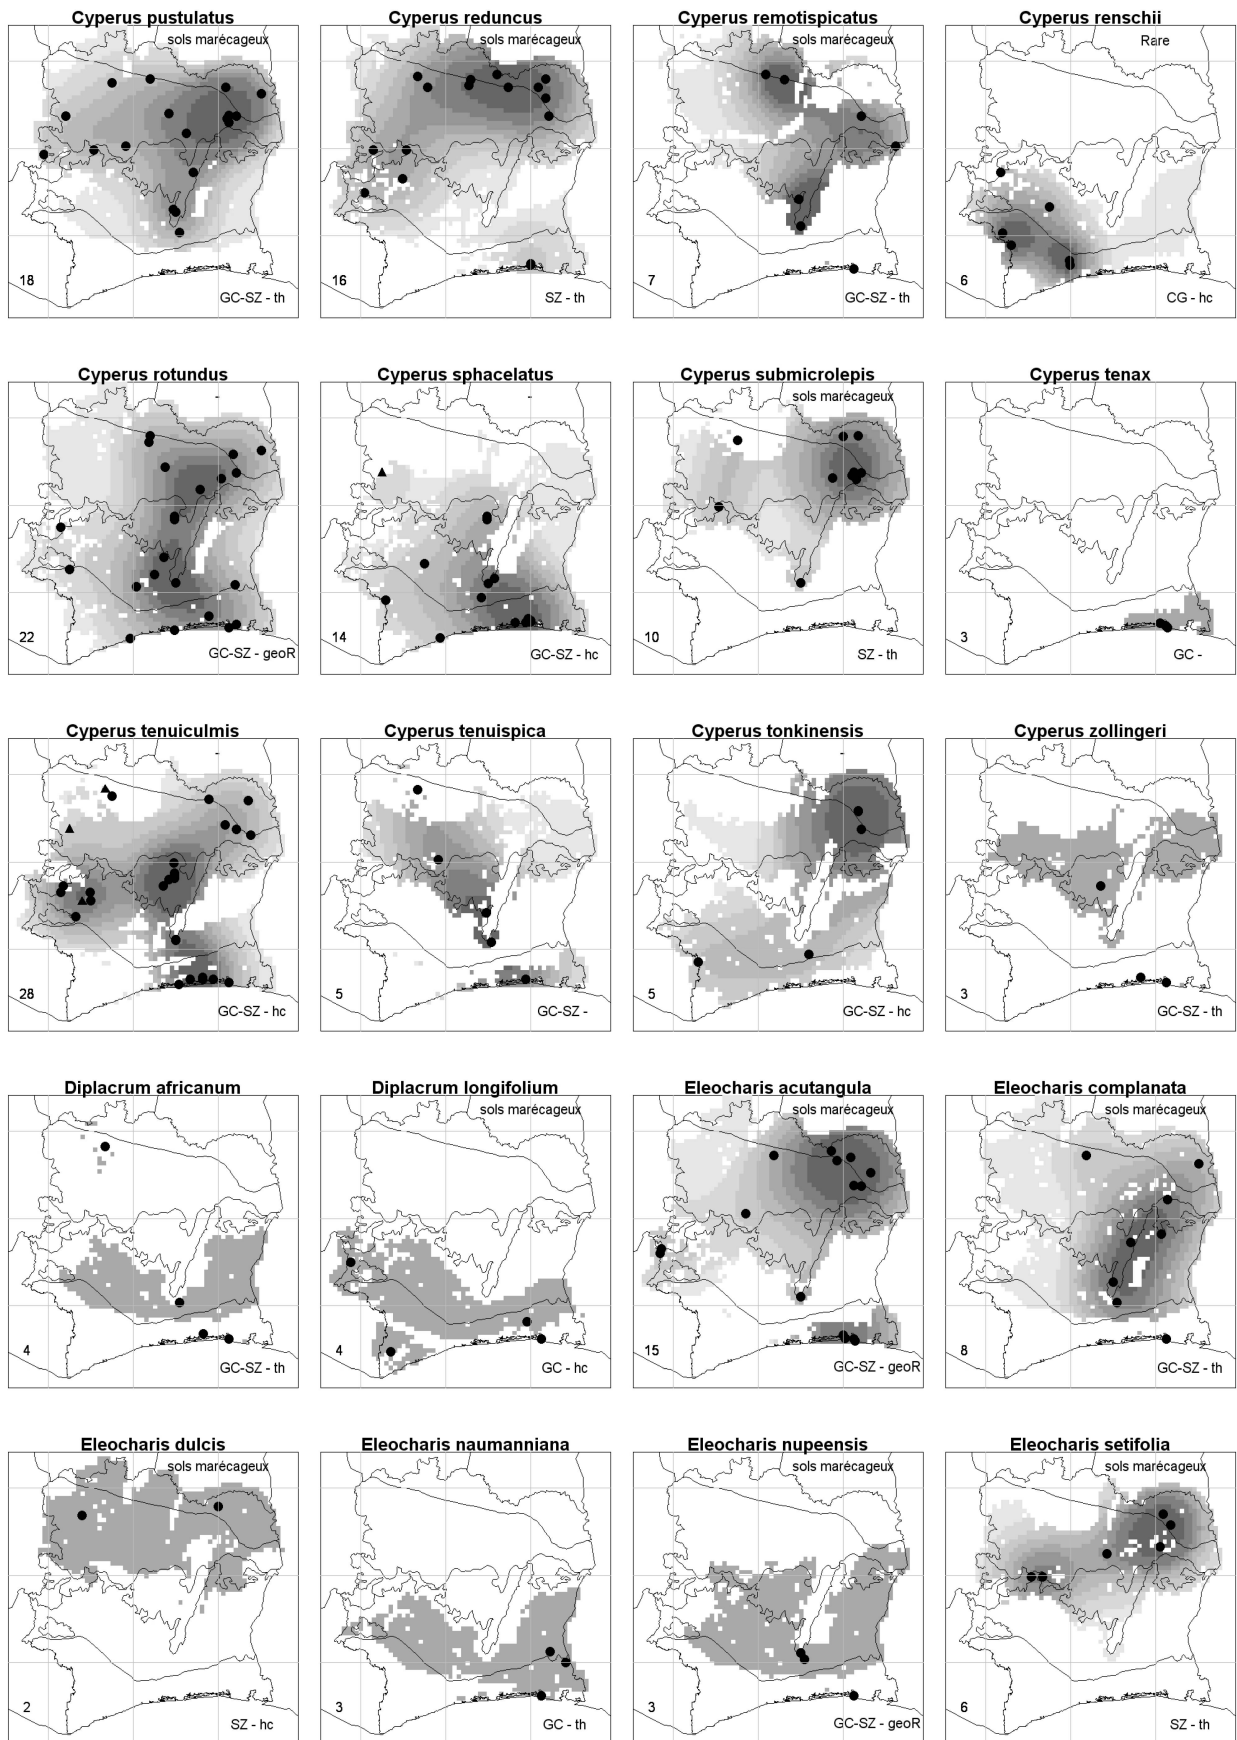 Cyperus pustulatus
sols marécageux
18
GC-SZ - th
Cyperus reduncus
sols marécageux
16
SZ - th
Cyperus remotispicatus
sols marécageux
7
GC-SZ - th
Cyperus renschii
Rare
6
CG - hc
Cyperus rotundus
-
22
GC-SZ - geoR
Cyperus sphacelatus
-
14
GC-SZ - hc
Cyperus submicrolepis
sols marécageux
10
SZ - th
Cyperus tenax
3
GC -
Cyperus tenuiculmis
-
28
GC-SZ - hc
Cyperus tenuispica
5
GC-SZ -
Cyperus tonkinensis
-
5
GC-SZ - hc
Cyperus zollingeri
3
GC-SZ - th
Diplacrum africanum
4
GC-SZ - th
Diplacrum longifolium
sols marécageux
4
GC - hc
Eleocharis acutangula
sols marécageux
15
GC-SZ - geoR
Eleocharis complanata
sols marécageux
8
GC-SZ - th
Eleocharis dulcis
sols marécageux
2
SZ - hc
Eleocharis naumanniana
3
GC - th
Eleocharis nupeensis
sols marécageux
3
GC-SZ - geoR
Eleocharis setifolia
sols marécageux
6
SZ - th